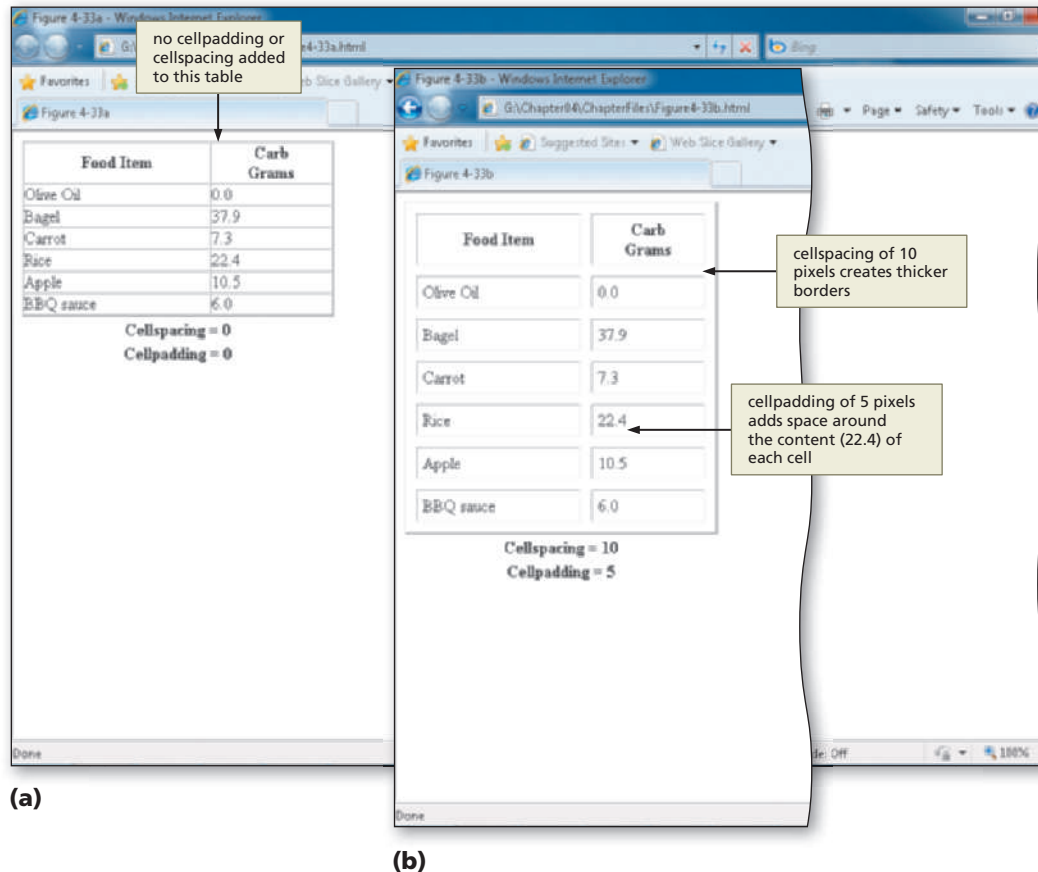 Figure 4-33a - Windows Internet Explorer
no cellpadding or
cellspacing added
to this table
e4-33a.html
Bing
Favorites
eb Slice Gallery
Figure 4-33a
Page
Safety
Tools
Food Item
Carb
Grams
Olive Oil
0.0
Bagel
37.9
Carrot
7.3
Rice
22.4
Apple
10.5
BBQ sauce
6.0
Cellspacing = 0
Cellpadding = 0
Done
de: Off
100%
(a)
Figure 4-33b - Windows Internet Explorer
G:\Chapter04\ChapterFiles\Figure4-33b.html
Favorites
Suggested Sites
Web Slice Gallery
Figure 4-33b
Food Item
Carb
Grams
Olive Oil
0.0
Bagel
37.9
Carrot
7.3
Rice
22.4
Apple
10.5
BBQ sauce
6.0
Cellspacing = 10
Cellpadding = 5
cellspacing of 10
pixels creates thicker
borders
cellpadding of 5 pixels
adds space around
the content (22.4) of
each cell
Done
(b)